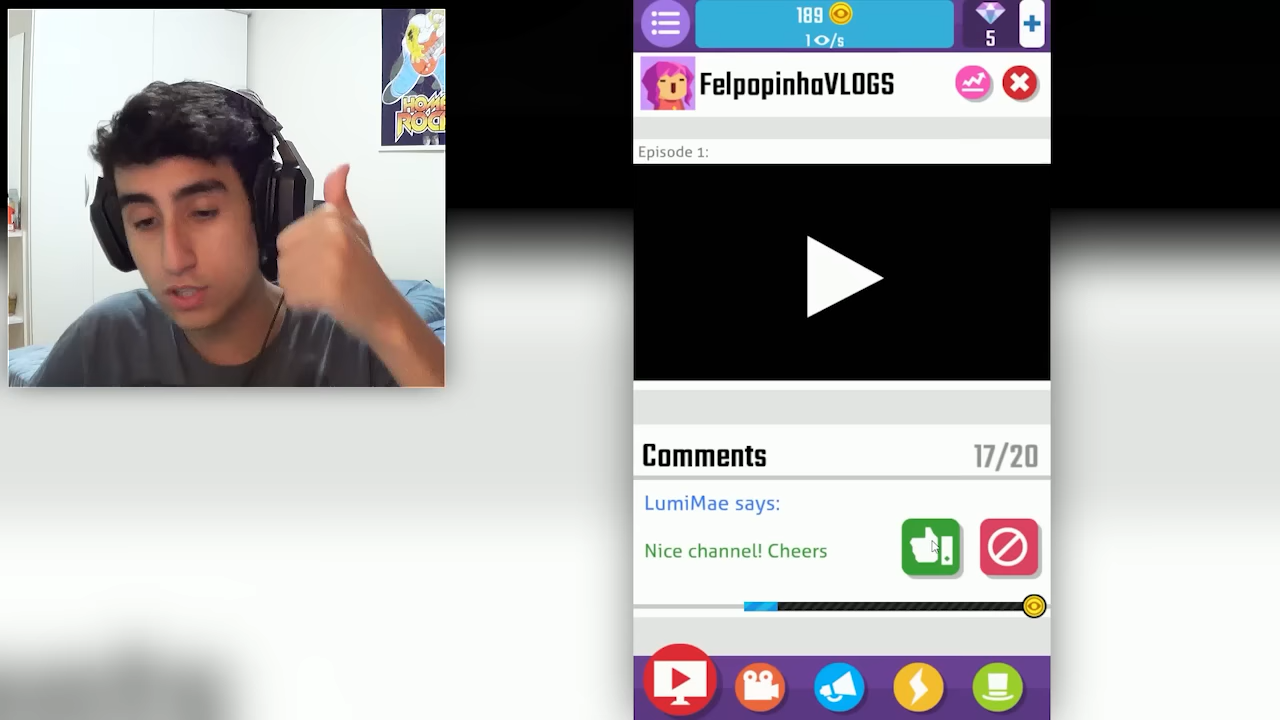 189
1 /s
5
FelpopinhaVLOGS
Episode 1:
Comments 17/20
LumiMae says:
Nice channel! Cheers